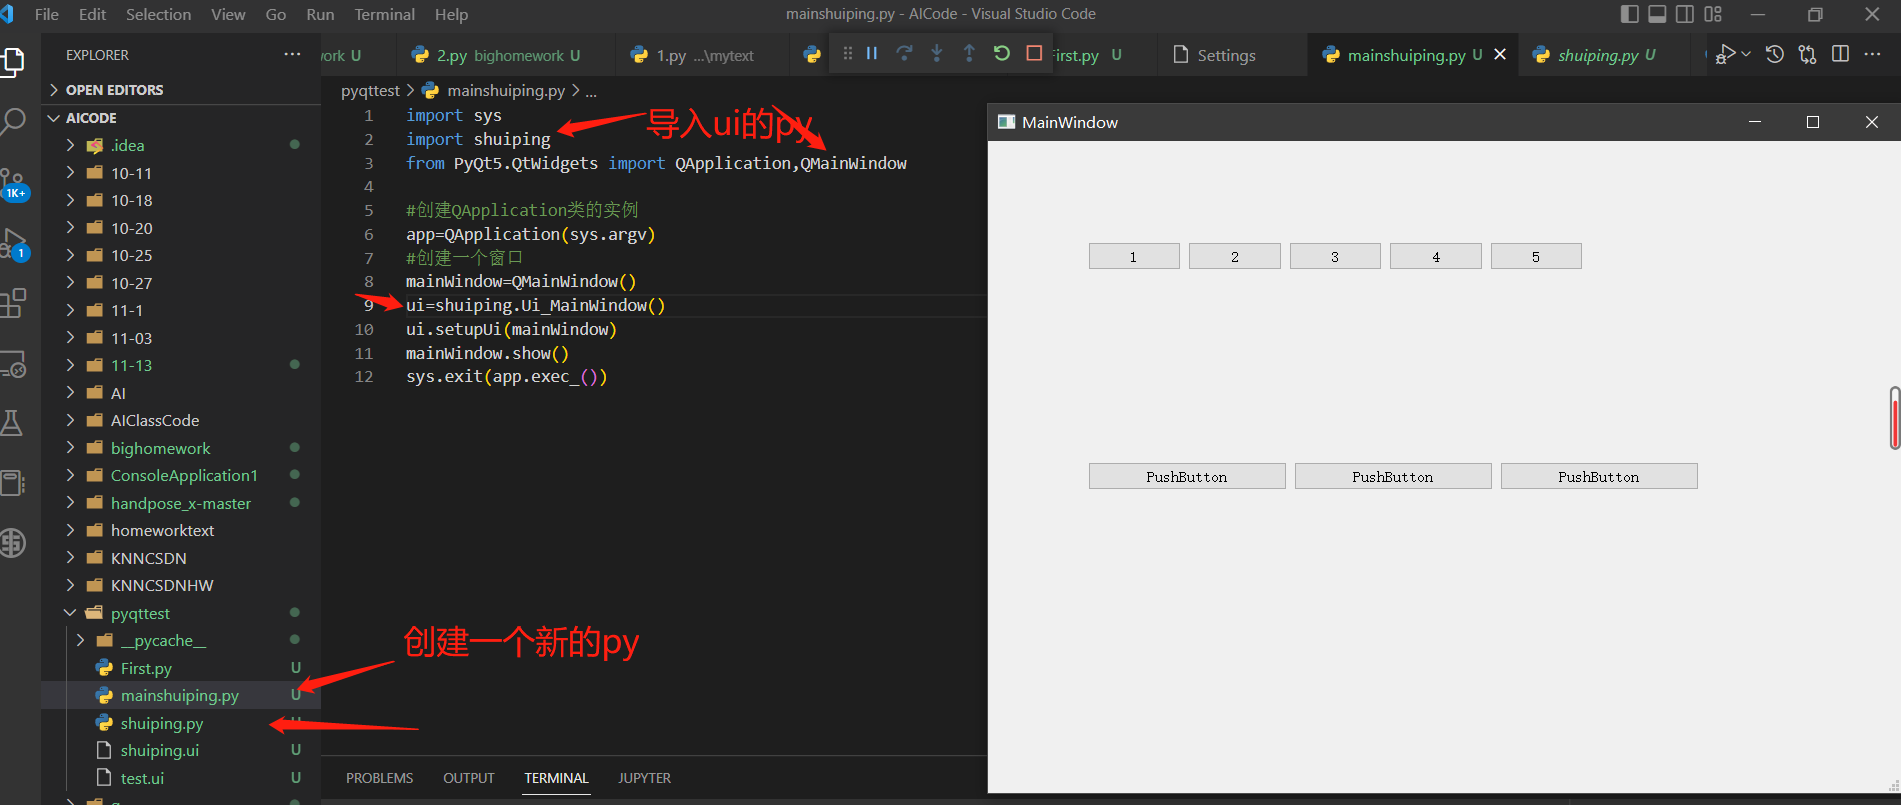 File Edit Selection View Go Run Terminal Help
mainshuiping.py - AICode - Visual Studio Code
EXPLORER
ork U
2.py bighomework U
1.py ...\mytext
First.py U
Settings
mainshuiping.py U
shuiping.py U
OPEN EDITORS
AICODE
.idea
10-11
10-18
10-20
10-25
10-27
11-1
11-03
11-13
AI
AIClassCode
bighomework
ConsoleApplication1
handpose_x-master
homeworktext
KNNCSDN
KNNCSDNHW
pyqttest
__pycache__
First.py U
mainshuiping.py U
shuiping.py U
shuiping.ui U
test.ui U
1K+
1
pyqttest > mainshuiping.py > ...
1 import sys
2 import shuiping
3 from PyQt5.QtWidgets import QApplication,QMainWindow
4
5 #创建QApplication类的实例
6 app=QApplication(sys.argv)
7 #创建一个窗口
8 mainWindow=QMainWindow()
9 ui=shuiping.Ui_MainWindow()
10 ui.setupUi(mainWindow)
11 mainWindow.show()
12 sys.exit(app.exec_())
导入ui的py
创建一个新的py
PROBLEMS OUTPUT TERMINAL JUPYTER
MainWindow
1 2 3 4 5
PushButton PushButton PushButton